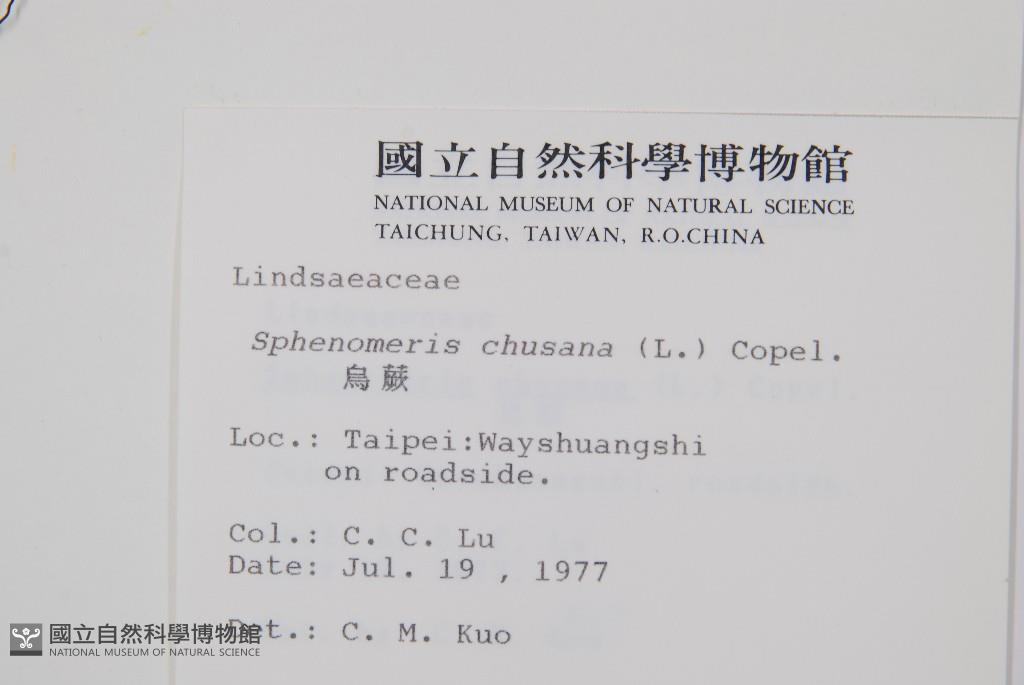 國立自然科學博物館
NATIONAL MUSEUM OF NATURAL SCIENCE
TAICHUNG, TAIWAN, R.O.CHINA
Lindsaeaceae
Sphenomeris chusana (L.) Copel.
烏蕨
Loc.: Taipei:Wayshuangshi
on roadside.
Col.: C. C. Lu
Date: Jul. 19 , 1977
Det.: C. M. Kuo
國立自然科學博物館
NATIONAL MUSEUM OF NATURAL SCIENCE